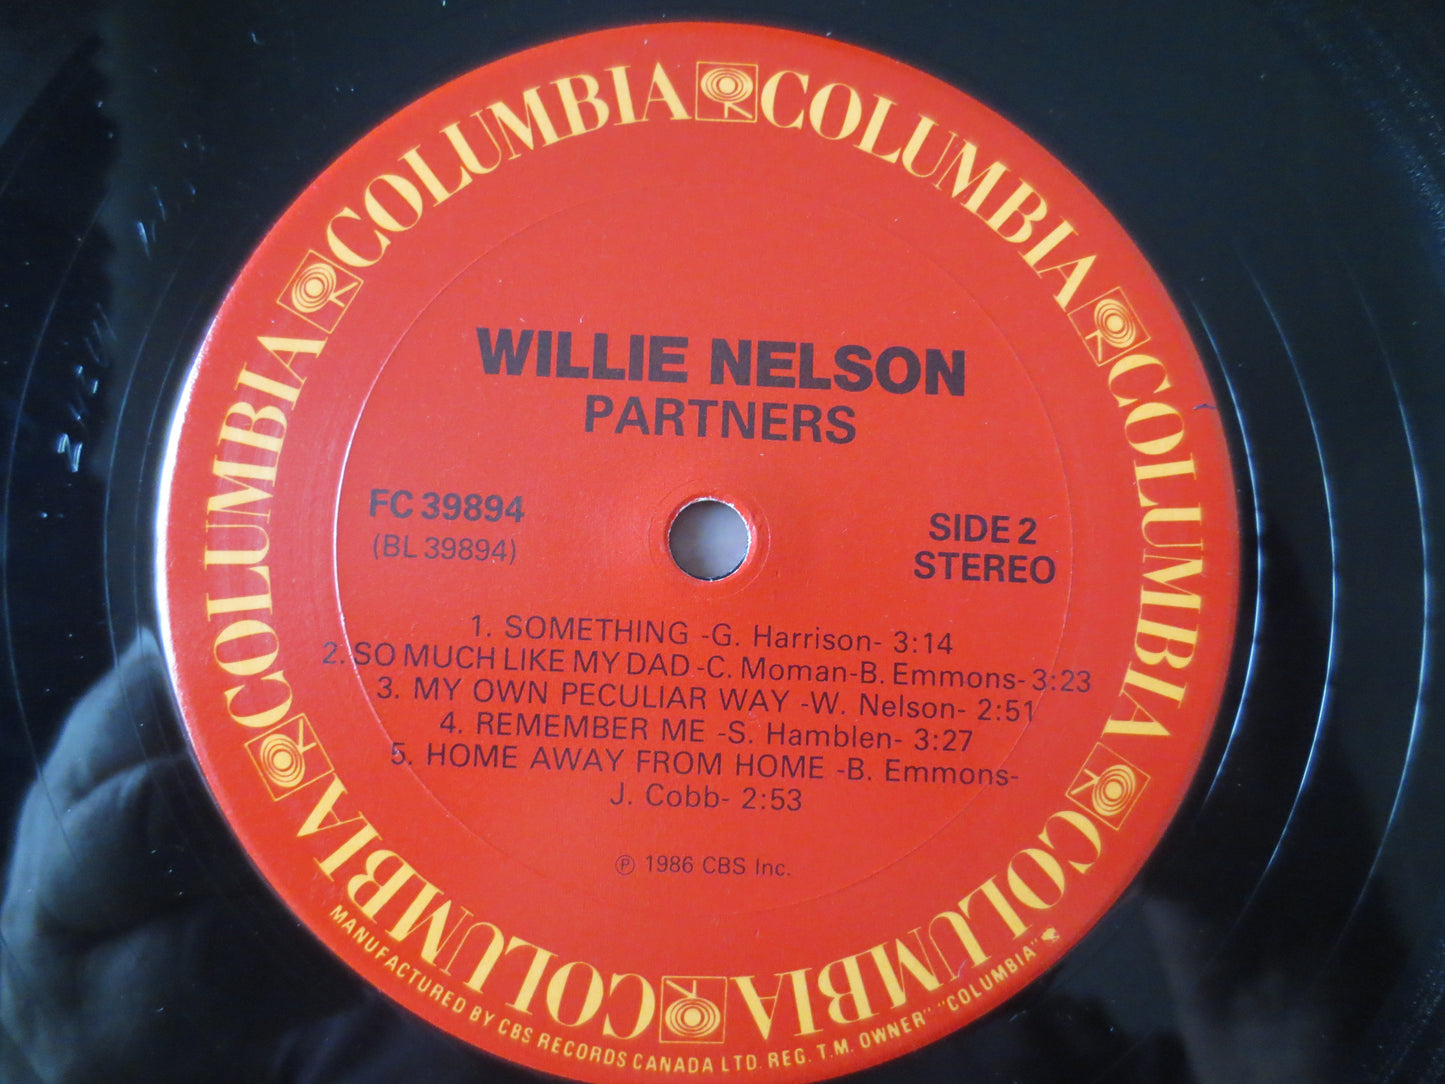 COLUMBIA COLUMBIA COLUMBIA COLUMBIA COLUMBIA COLUMBIA COLUMBIA
WILLIE NELSON
PARTNERS
FC 39894
(BL 39894)
SIDE 2
STEREO
1. SOMETHING -G. Harrison- 3:14
2. SO MUCH LIKE MY DAD -C. Moman-B. Emmons- 3:23
3. MY OWN PECULIAR WAY -W. Nelson- 2:51
4. REMEMBER ME -S. Hamblen- 3:27
5. HOME AWAY FROM HOME -B. Emmons-
J. Cobb- 2:53
℗ 1986 CBS Inc.
MANUFACTURED BY CBS RECORDS CANADA LTD. REG. T.M. OWNER" "COLUMBIA"